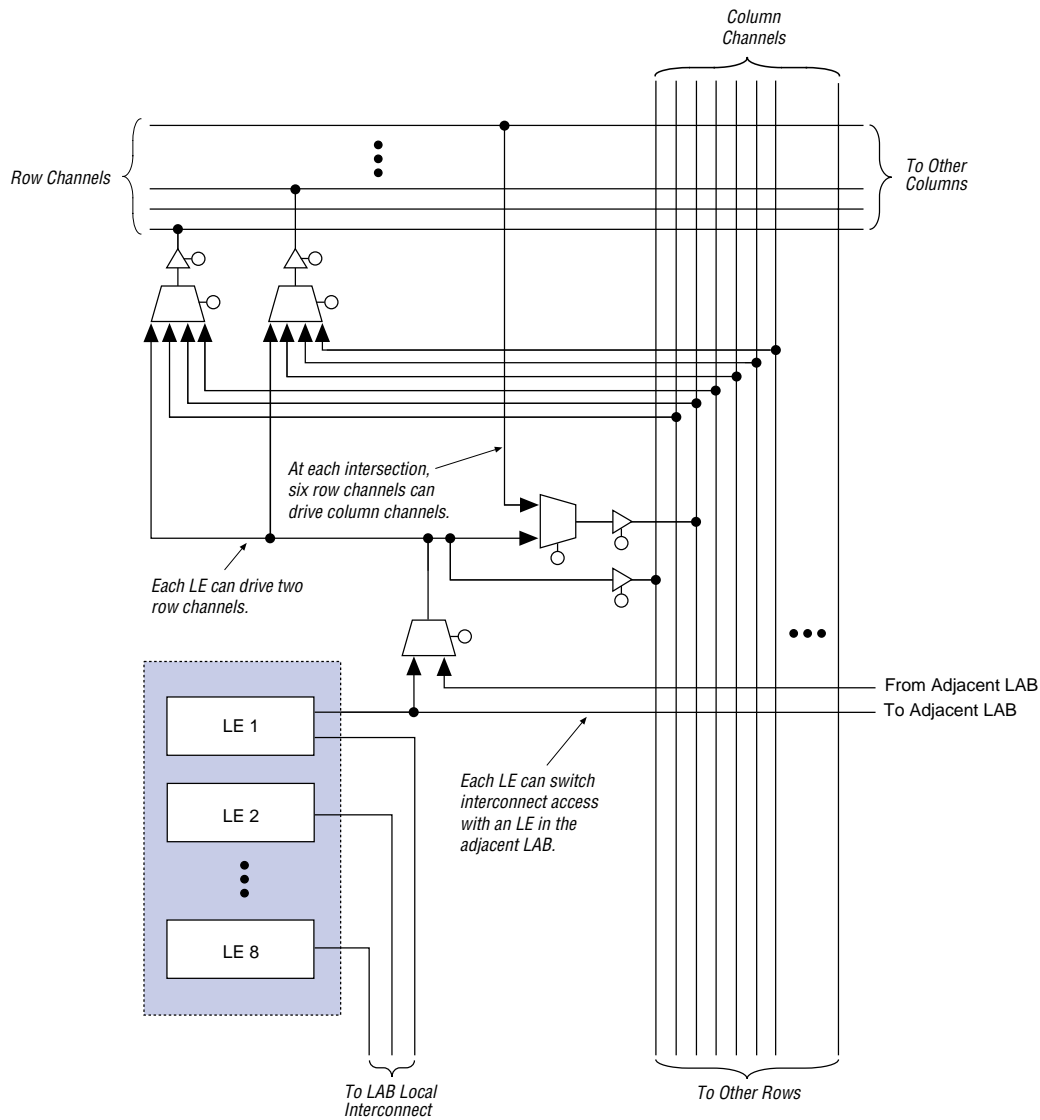 Column
Channels
Row Channels
To Other
Columns
At each intersection,
six row channels can
drive column channels.
Each LE can drive two
row channels.
From Adjacent LAB
To Adjacent LAB
LE 1
Each LE can switch
interconnect access
with an LE in the
adjacent LAB.
LE 2
LE 8
To LAB Local
Interconnect
To Other Rows